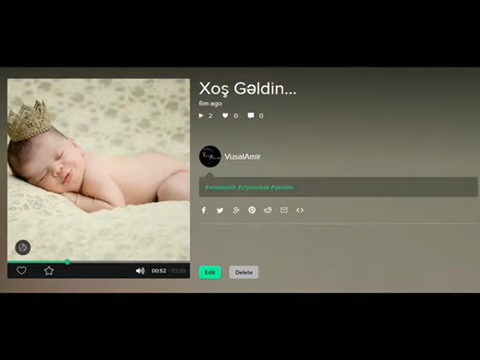 Xoş Gəldin...
6m ago
2 0 0
VusalAmir
Edit
Delete
00:52